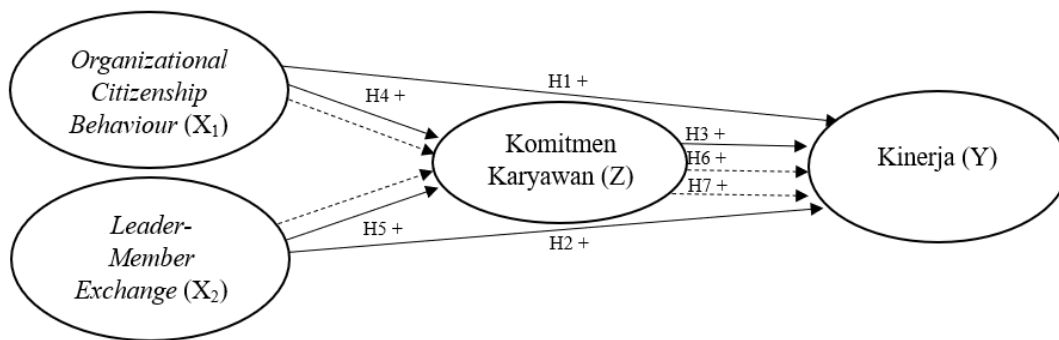 Organizational
Citizenship
Behaviour (X₁)
H1 +
H4 +
Komitmen
Karyawan (Z)
H3 +
H6 +
H7 +
Kinerja (Y)
Leader-
Member
Exchange (X₂)
H5 +
H2 +